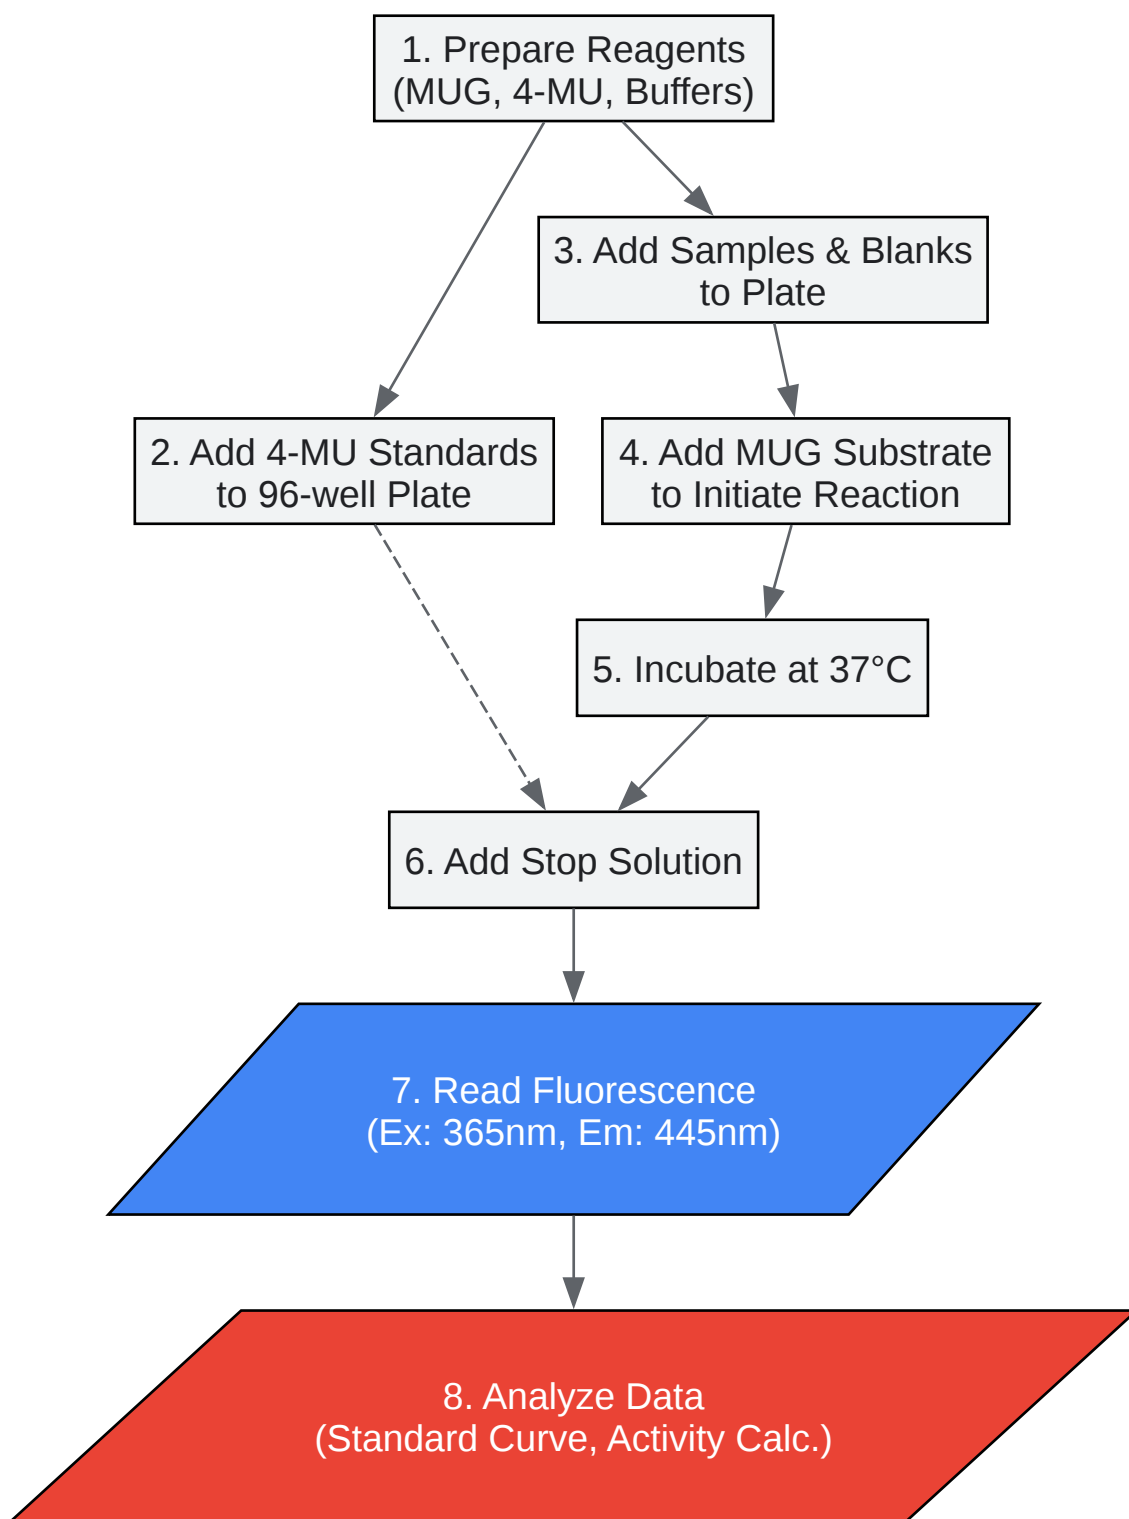 1. Prepare Reagents
(MUG, 4-MU, Buffers)
3. Add Samples & Blanks
to Plate
2. Add 4-MU Standards
to 96-well Plate
4. Add MUG Substrate
to Initiate Reaction
5. Incubate at 37°C
6. Add Stop Solution
7. Read Fluorescence
(Ex: 365nm, Em: 445nm)
8. Analyze Data
(Standard Curve, Activity Calc.)